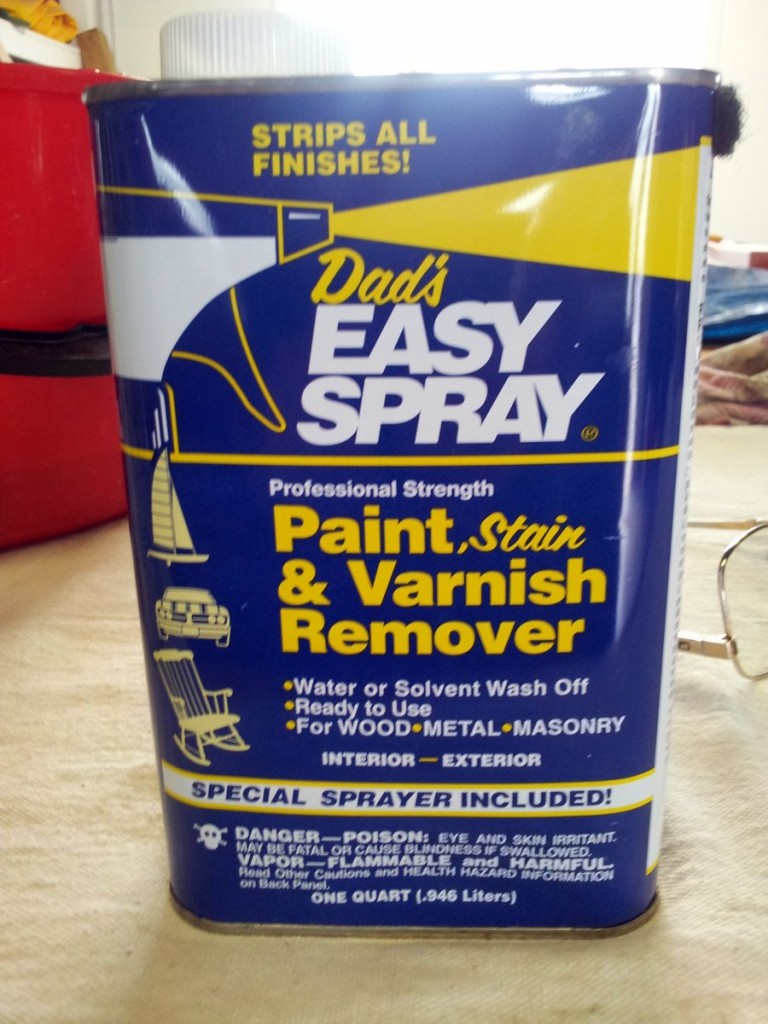 STRIPS ALL
FINISHES!
Dad's
EASY
SPRAY®
Professional Strength
Paint, Stain
& Varnish
Remover
•Water or Solvent Wash Off
•Ready to Use
•For WOOD•METAL•MASONRY
INTERIOR — EXTERIOR
SPECIAL SPRAYER INCLUDED!
DANGER—POISON: EYE AND SKIN IRRITANT.
MAY BE FATAL OR CAUSE BLINDNESS IF SWALLOWED.
VAPOR—FLAMMABLE and HARMFUL.
Read Other Cautions and HEALTH HAZARD INFORMATION
on Back Panel.
ONE QUART (.946 Liters)